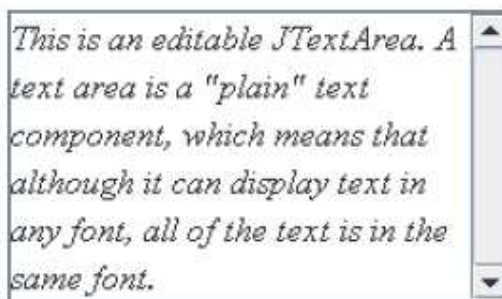 This is an editable JTextArea. A
text area is a "plain" text
component, which means that
although it can display text in
any font, all of the text is in the
same font.